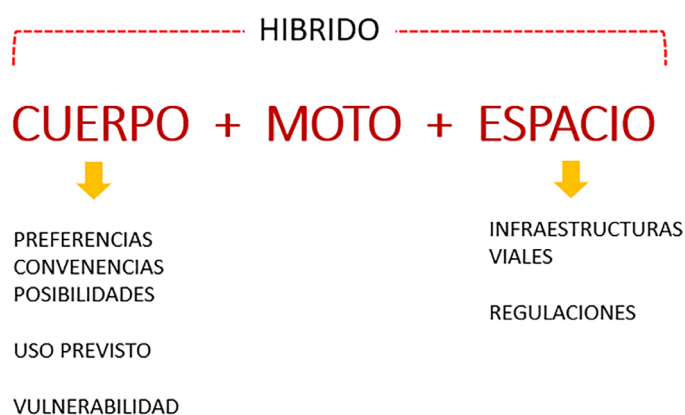 HIBRIDO
CUERPO + MOTO + ESPACIO
PREFERENCIAS
CONVENENCIAS
POSIBILIDADES
USO PREVISTO
VULNERABILIDAD
INFRAESTRUCTURAS
VIALES
REGULACIONES